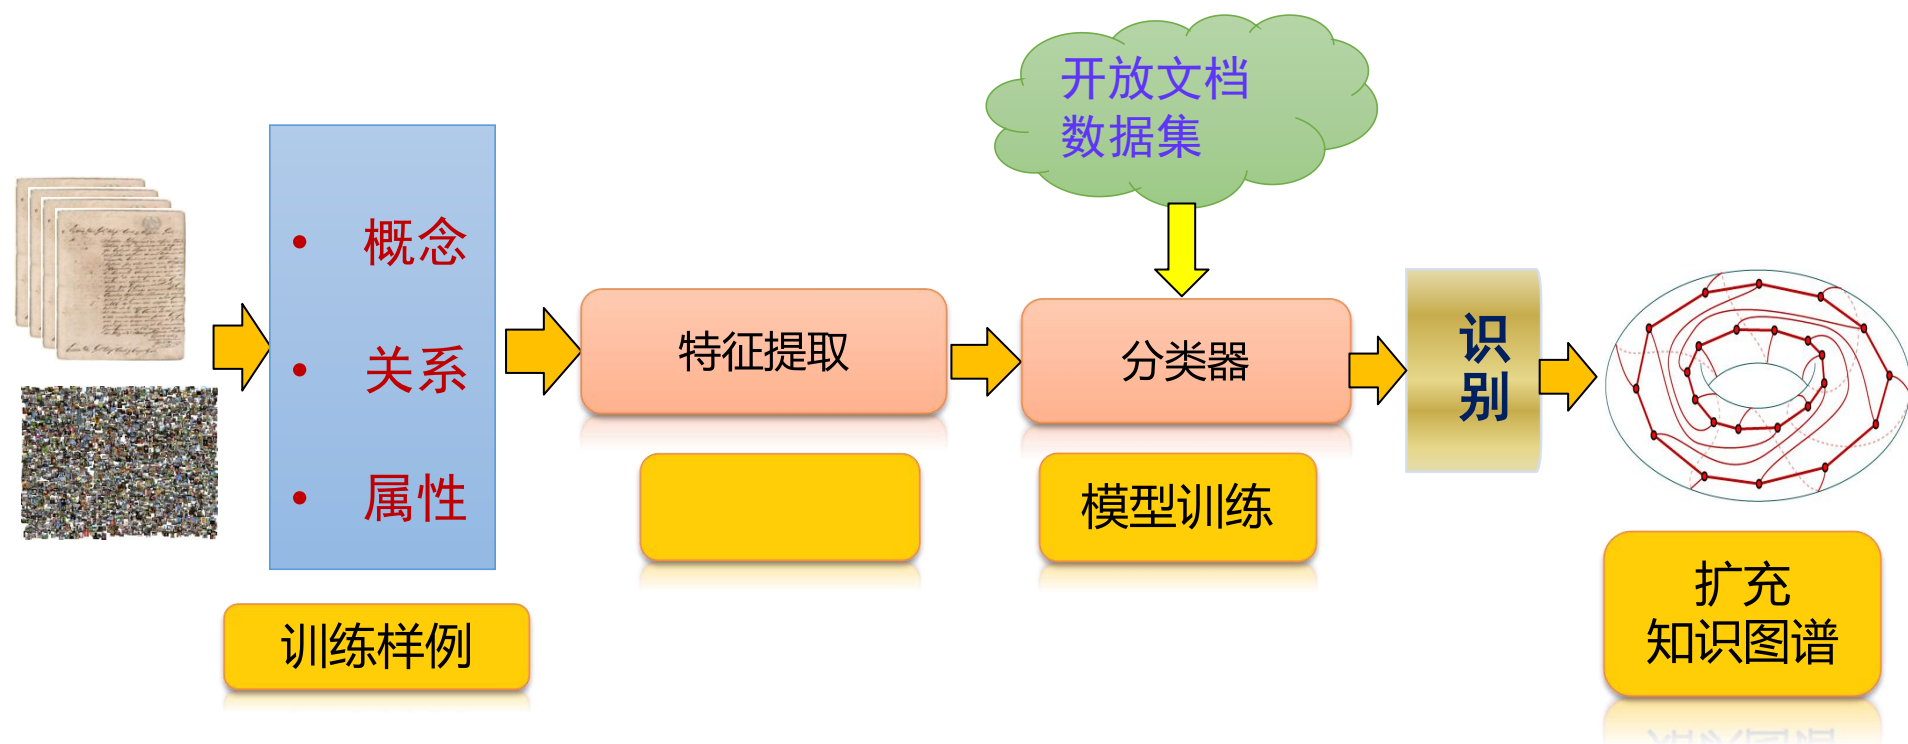 开放文档
数据集
• 概念
• 关系
• 属性
特征提取
分类器
识
别
模型训练
训练样例
扩充
知识图谱